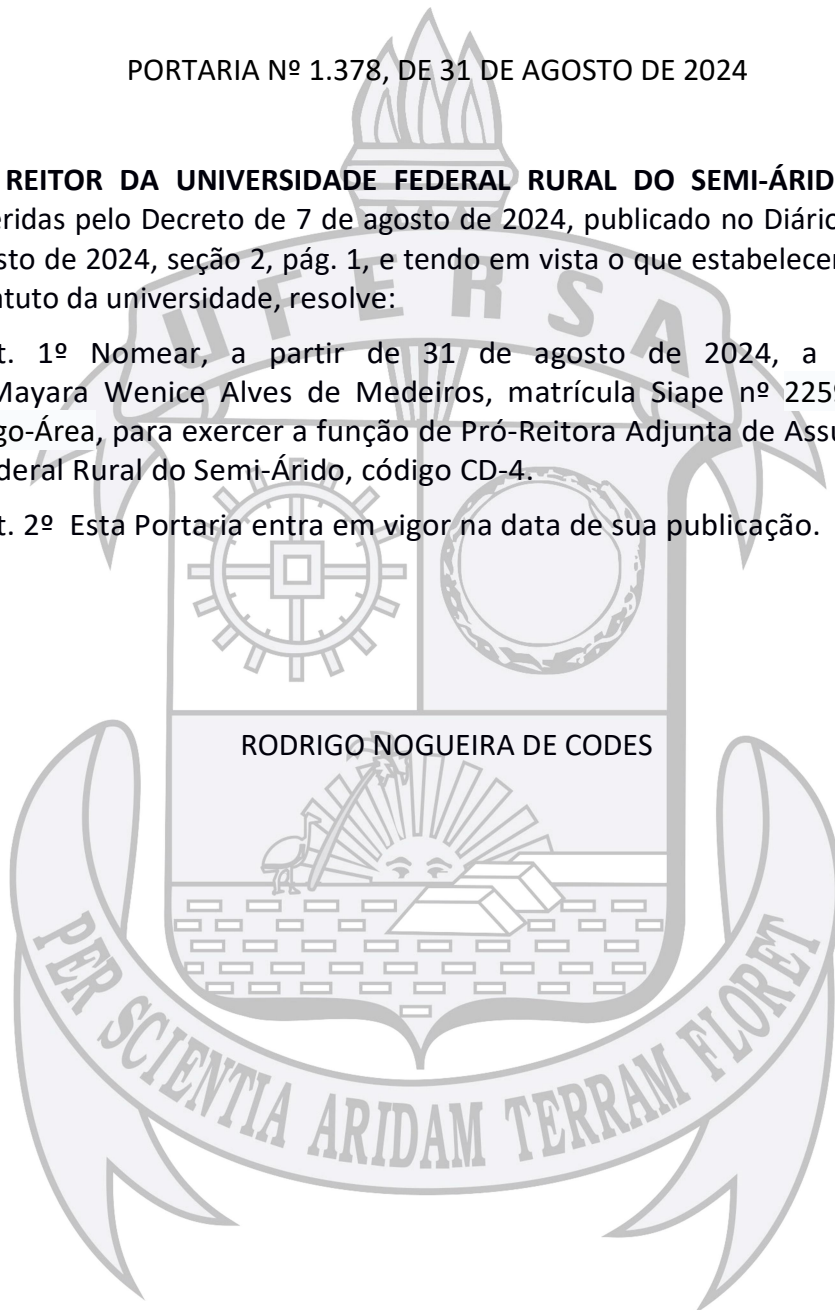 PORTARIA Nº 1.378, DE 31 DE AGOSTO DE 2024
REITOR DA UNIVERSIDADE FEDERAL RURAL DO SEMI-ÁRID
eridas pelo Decreto de 7 de agosto de 2024, publicado no Diário
sto de 2024, seção 2, pág. 1, e tendo em vista o que estabelecer
tuto da universidade, resolve:
UFERSA
t. 1º Nomear, a partir de 31 de agosto de 2024, a
Mayara Wenice Alves de Medeiros, matrícula Siape nº 225
go-Área, para exercer a função de Pró-Reitora Adjunta de Assu
deral Rural do Semi-Árido, código CD-4.
t. 2º Esta Portaria entra em vigor na data de sua publicação.
RODRIGO NOGUEIRA DE CODES
PER SCIENTIA ARIDAM TERRAM FLORET